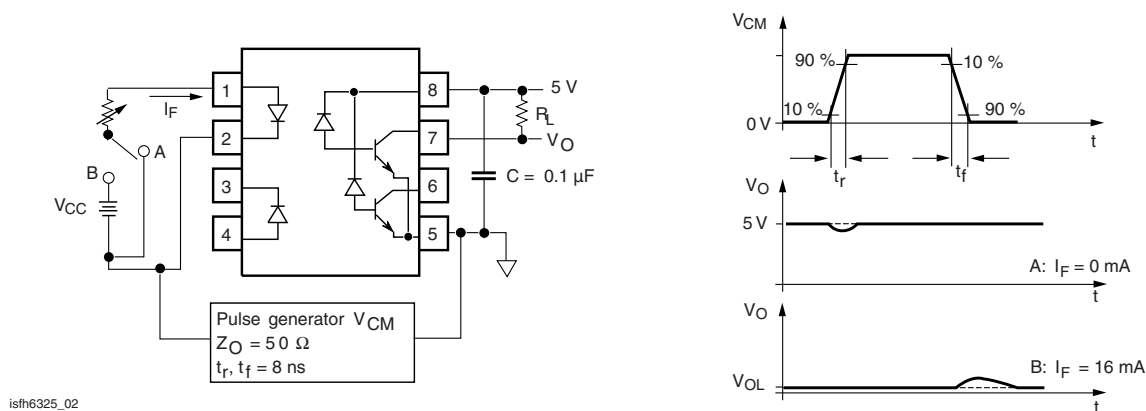 1
I_F
2
A
B
V_CC
3
4
8
5 V
R_L
7
V_O
6
C = 0.1 µF
5
Pulse generator V_CM
Z_O = 50 Ω
t_r, t_f = 8 ns
isfh6325_02
V_CM
90 %
10 %
10 %
90 %
0 V
t
t_r
t_f
V_O
5 V
A: I_F = 0 mA
t
V_O
V_OL
B: I_F = 16 mA
t